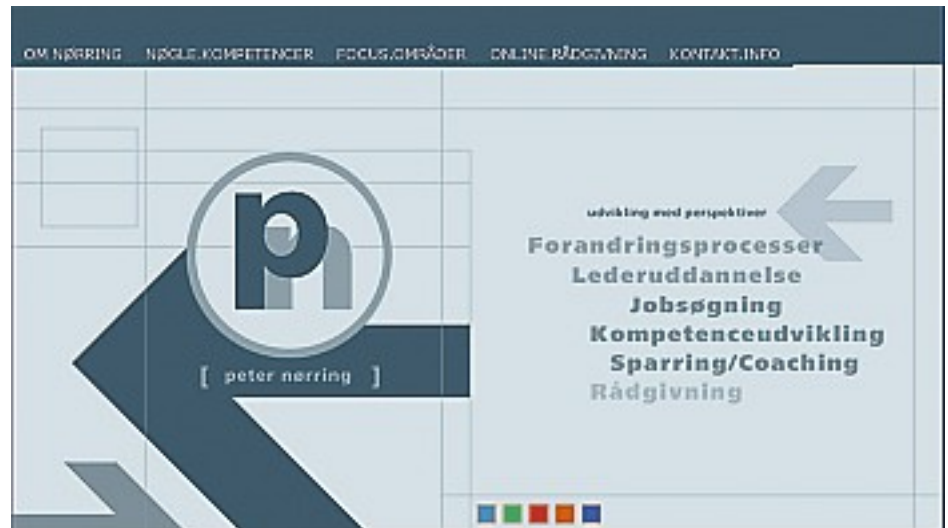 OM.NØRRING NØGLE.KOMPETENCER FOCUS.OMRÅDER ONLINE.RÅDGIVNING KONTAKT.INFO
pn
[ peter nørring ]
udvikling med perspektiver
Forandringsprocesser
Lederuddannelse
Jobsøgning
Kompetenceudvikling
Sparring/Coaching
Rådgivning